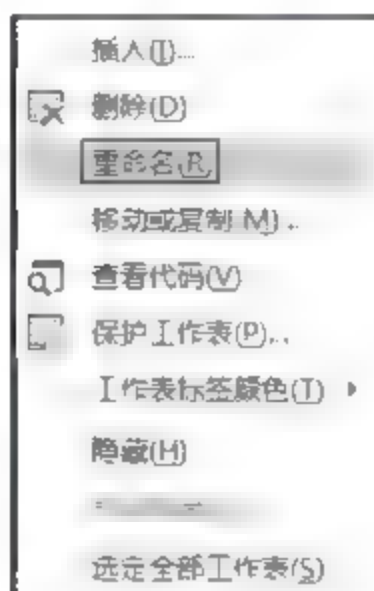 插入(I)...
删除(D)
重命名(R)
移动或复制(M)...
查看代码(V)
保护工作表(P)...
工作表标签颜色(T)
隐藏(H)
选定全部工作表(S)